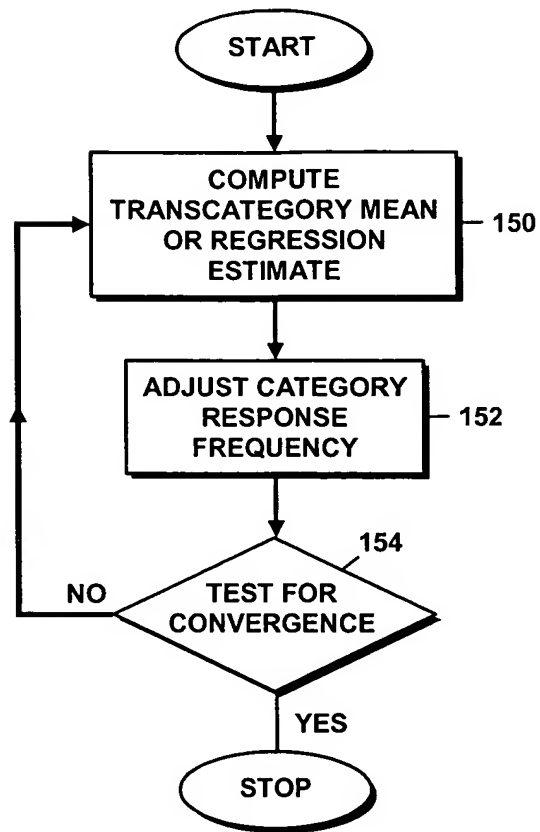 START
COMPUTE
TRANSCATEGORY MEAN
OR REGRESSION
ESTIMATE
150
ADJUST CATEGORY
RESPONSE
FREQUENCY
152
154
NO
TEST FOR
CONVERGENCE
YES
STOP